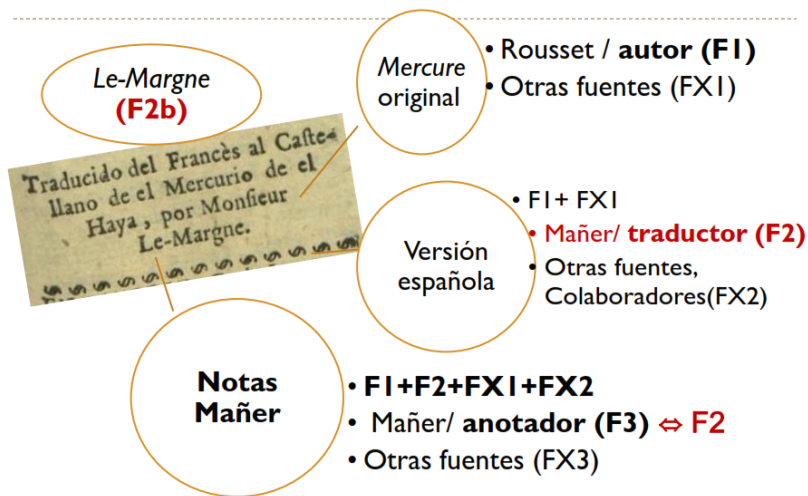 Le-Margne
(F2b)
Mercure
original
• Rousset / autor (F1)
• Otras fuentes (FX1)
Traducido del Francès al Caste-
llano de el Mercurio de el
Haya, por Monsieur
Le-Margne.
Versión
española
• F1+ FX1
• Mañer/ traductor (F2)
• Otras fuentes,
Colaboradores(FX2)
Notas
Mañer
• F1+F2+FX1+FX2
• Mañer/ anotador (F3) ⇔ F2
• Otras fuentes (FX3)